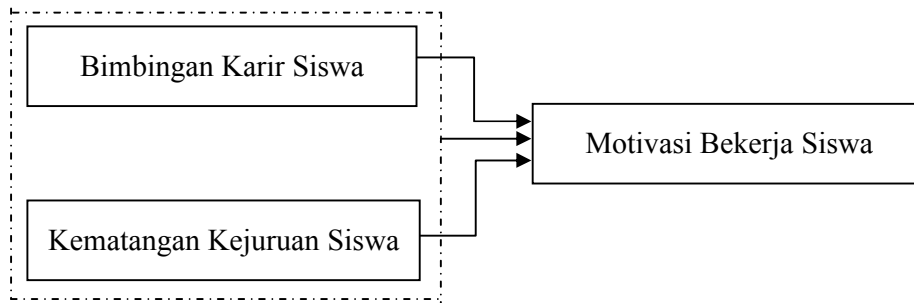 Bimbingan Karir Siswa
Motivasi Bekerja Siswa
Kematangan Kejuruan Siswa